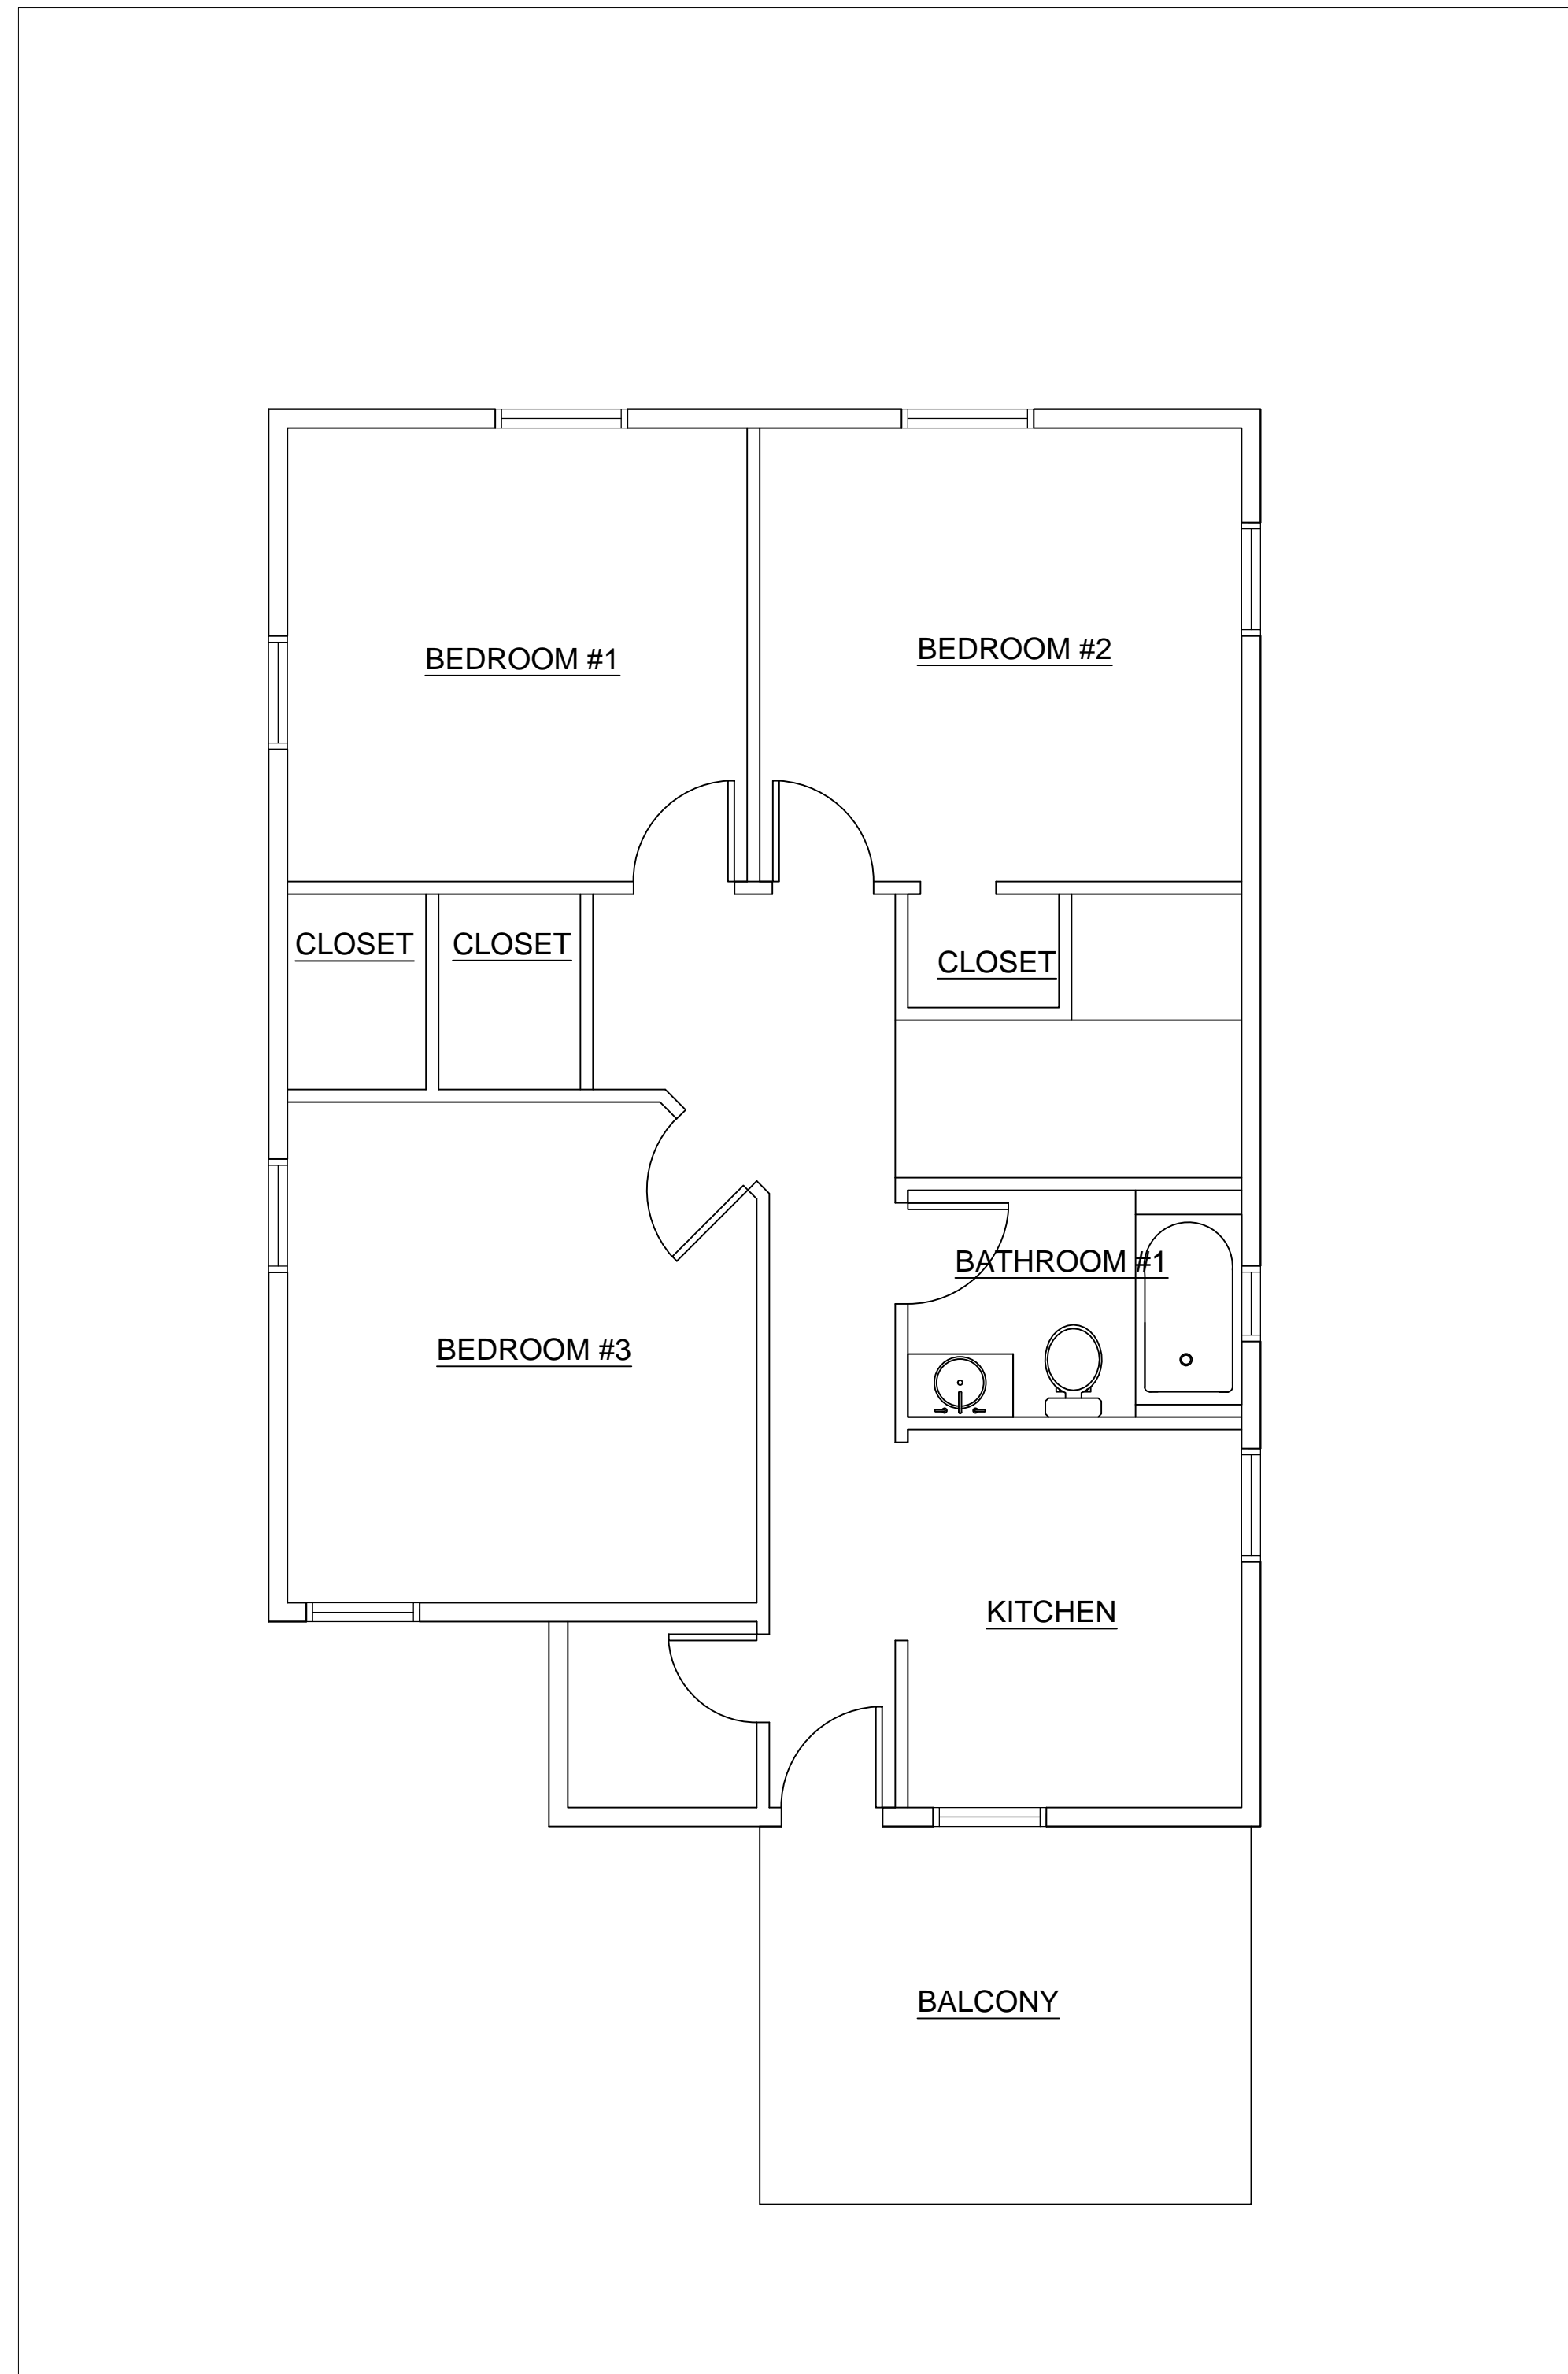 BEDROOM #1
BEDROOM #2
CLOSET
CLOSET
CLOSET
BATHROOM #1
BEDROOM #3
KITCHEN
BALCONY